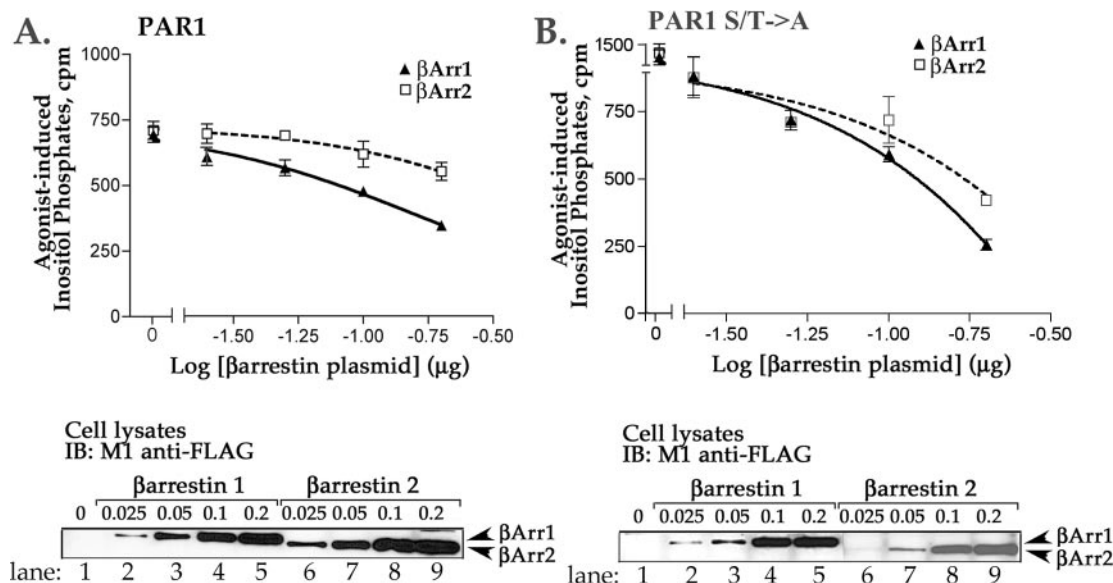 A.
PAR1
Agonist-induced
Inositol Phosphates, cpm
1000
750
500
250
0
▲ βArr1
□ βArr2
0 -1.50 -1.25 -1.00 -0.75 -0.50
Log [βarrestin plasmid] (μg)
Cell lysates
IB: M1 anti-FLAG
βarrestin 1 βarrestin 2
0 0.025 0.05 0.1 0.2 0.025 0.05 0.1 0.2
βArr1
βArr2
lane: 1 2 3 4 5 6 7 8 9
B.
PAR1 S/T->A
Agonist-induced
Inositol Phosphates, cpm
1500
750
500
250
0
▲ βArr1
□ βArr2
0 -1.50 -1.25 -1.00 -0.75 -0.50
Log [βarrestin plasmid] (μg)
Cell lysates
IB: M1 anti-FLAG
βarrestin 1 βarrestin 2
0 0.025 0.05 0.1 0.2 0.025 0.05 0.1 0.2
βArr1
βArr2
lane: 1 2 3 4 5 6 7 8 9